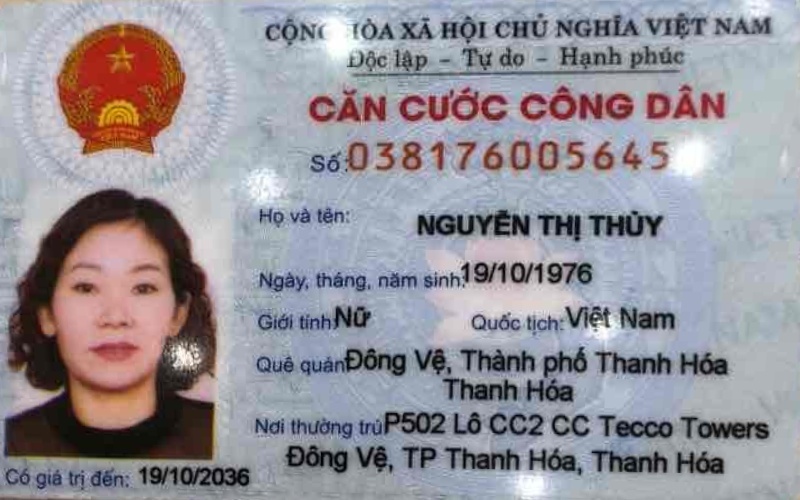 CỘNG HÒA XÃ HỘI CHỦ NGHĨA VIỆT NAM
Độc lập - Tự do - Hạnh phúc
CĂN CƯỚC CÔNG DÂN
Số: 038176005645
Họ và tên: NGUYỄN THỊ THỦY
Ngày, tháng, năm sinh: 19/10/1976
Giới tính: Nữ Quốc tịch: Việt Nam
Quê quán: Đông Vệ, Thành phố Thanh Hóa
Thanh Hóa
Nơi thường trú: P502 Lô CC2 CC Tecco Towers
Đông Vệ, TP Thanh Hóa, Thanh Hóa
Có giá trị đến: 19/10/2036